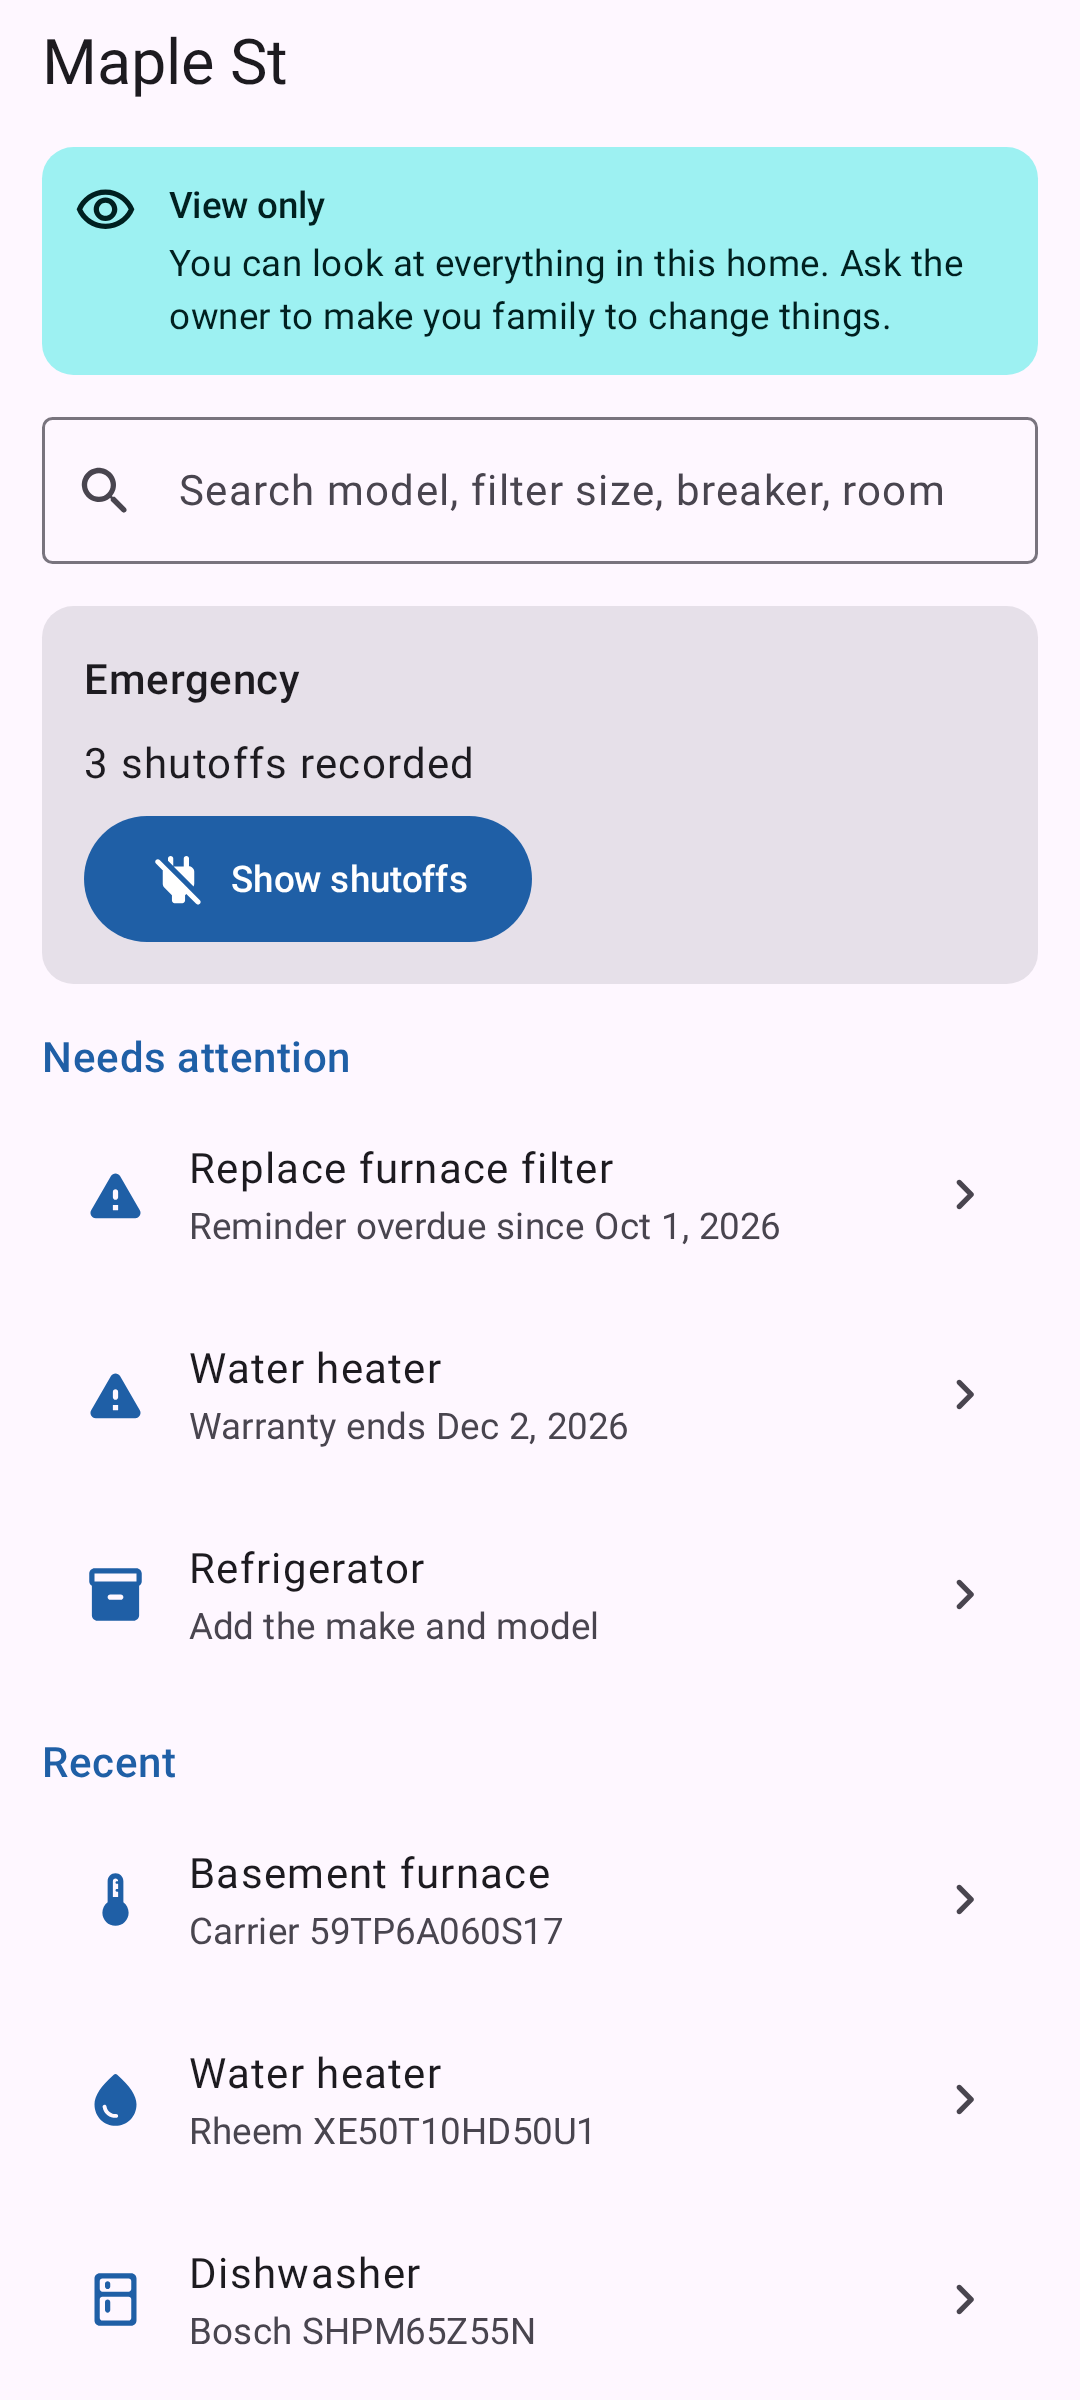 Maple St
View only
You can look at everything in this home. Ask the
owner to make you family to change things.
Search model, filter size, breaker, room
Emergency
3 shutoffs recorded
Show shutoffs
Needs attention
Replace furnace filter
Reminder overdue since Oct 1, 2026
Water heater
Warranty ends Dec 2, 2026
Refrigerator
Add the make and model
Recent
Basement furnace
Carrier 59TP6A060S17
Water heater
Rheem XE50T10HD50U1
Dishwasher
Bosch SHPM65Z55N